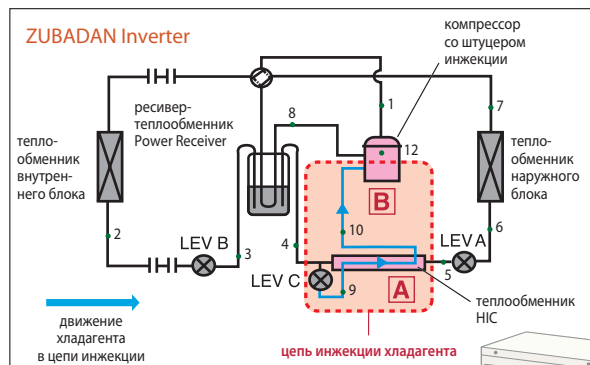 ZUBADAN Inverter
компрессор
со штуцером
инжекции
ресивер-
теплообменник
Power Receiver
8
1
7
12
тепло-
обменник
внутрен-
него блока
тепло-
обменник
наружного
блока
B
2
LEV B
3
4
10
LEV A
6
5
LEV C
9
A
теплообменник
HIC
движение
хладагента
в цепи инжекции
цепь инжекции хладагента